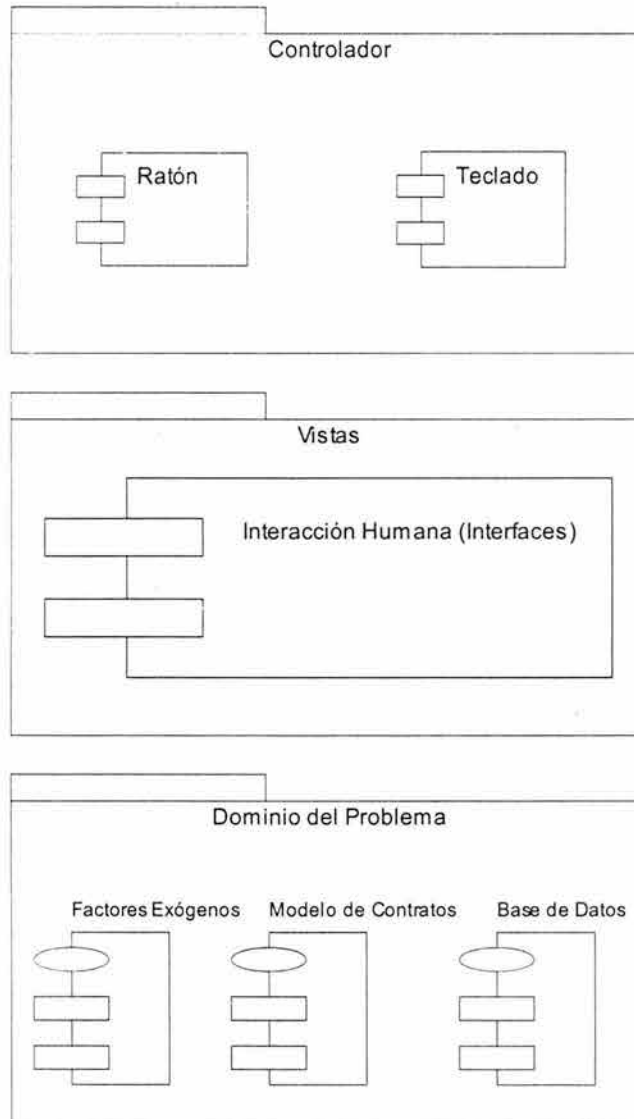 Controlador
Ratón
Teclado
Vistas
Interacción Humana (Interfaces)
Dominio del Problema
Factores Exógenos
Modelo de Contratos
Base de Datos